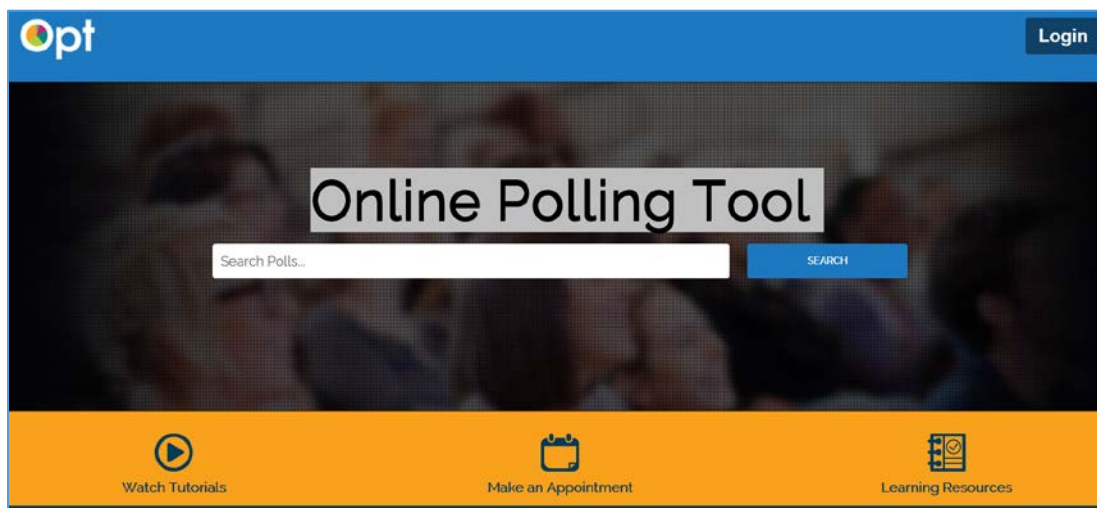 Opt
Login
Online Polling Tool
Search Polls...
SEARCH
Watch Tutorials
Make an Appointment
Learning Resources